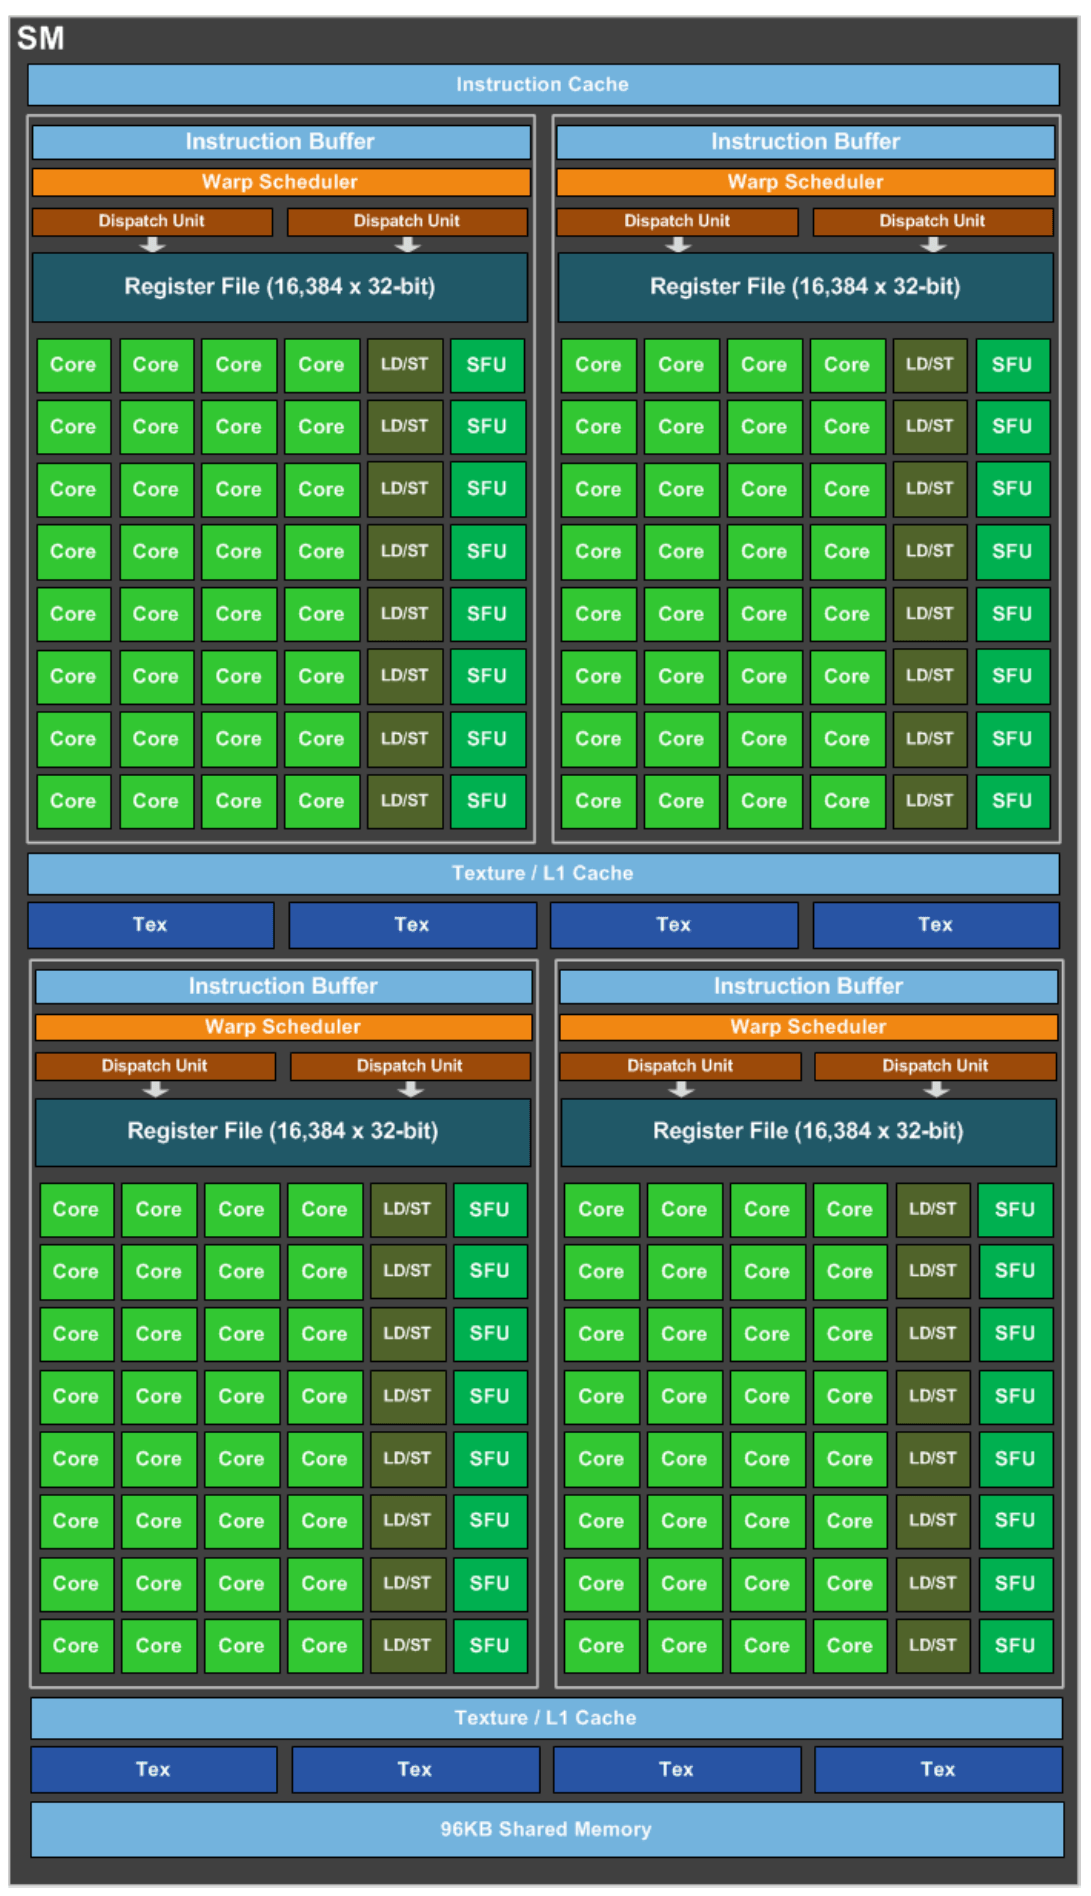 SM
Instruction Cache
Instruction Buffer Instruction Buffer
Warp Scheduler Warp Scheduler
Dispatch Unit Dispatch Unit Dispatch Unit Dispatch Unit
Register File (16,384 x 32-bit) Register File (16,384 x 32-bit)
Core Core Core Core LD/ST SFU Core Core Core Core LD/ST SFU
Core Core Core Core LD/ST SFU Core Core Core Core LD/ST SFU
Core Core Core Core LD/ST SFU Core Core Core Core LD/ST SFU
Core Core Core Core LD/ST SFU Core Core Core Core LD/ST SFU
Core Core Core Core LD/ST SFU Core Core Core Core LD/ST SFU
Core Core Core Core LD/ST SFU Core Core Core Core LD/ST SFU
Core Core Core Core LD/ST SFU Core Core Core Core LD/ST SFU
Core Core Core Core LD/ST SFU Core Core Core Core LD/ST SFU
Texture / L1 Cache
Tex Tex Tex Tex
Instruction Buffer Instruction Buffer
Warp Scheduler Warp Scheduler
Dispatch Unit Dispatch Unit Dispatch Unit Dispatch Unit
Register File (16,384 x 32-bit) Register File (16,384 x 32-bit)
Core Core Core Core LD/ST SFU Core Core Core Core LD/ST SFU
Core Core Core Core LD/ST SFU Core Core Core Core LD/ST SFU
Core Core Core Core LD/ST SFU Core Core Core Core LD/ST SFU
Core Core Core Core LD/ST SFU Core Core Core Core LD/ST SFU
Core Core Core Core LD/ST SFU Core Core Core Core LD/ST SFU
Core Core Core Core LD/ST SFU Core Core Core Core LD/ST SFU
Core Core Core Core LD/ST SFU Core Core Core Core LD/ST SFU
Core Core Core Core LD/ST SFU Core Core Core Core LD/ST SFU
Texture / L1 Cache
Tex Tex Tex Tex
96KB Shared Memory